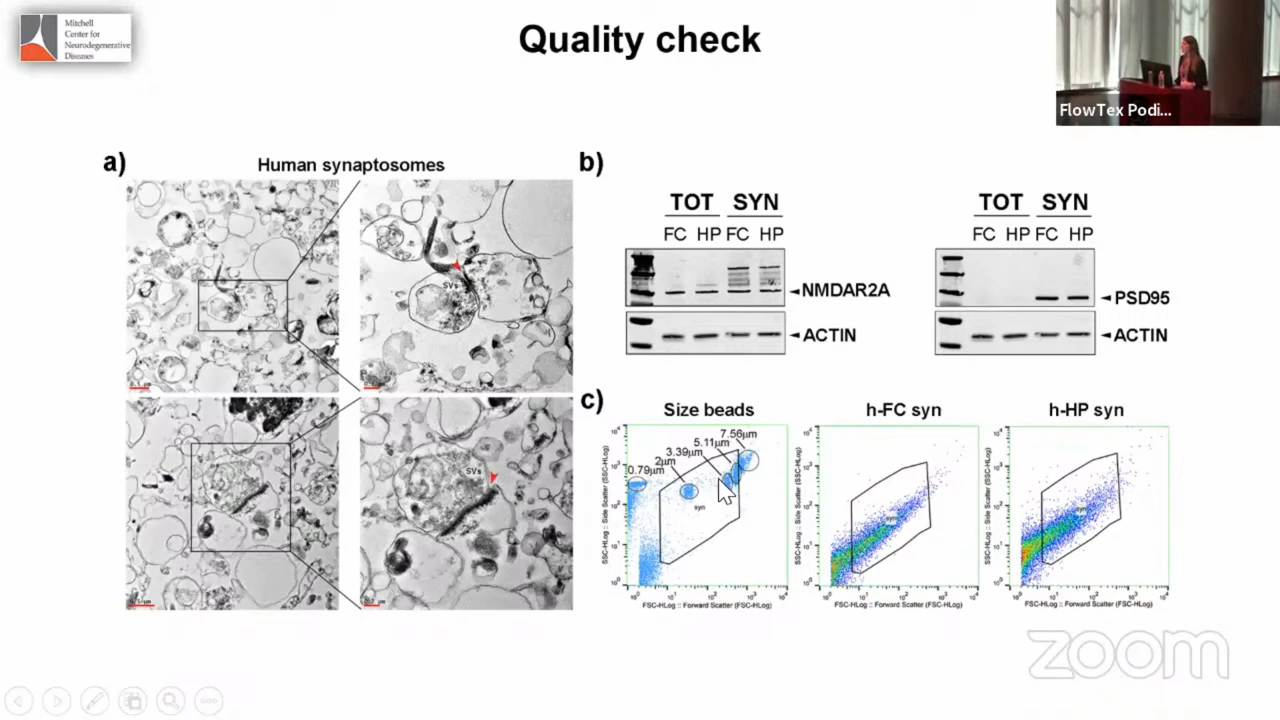 Mitchell
Center for
Neurodegenerative
Diseases
Quality check
FlowTex Podi...
a)
Human synaptosomes
SVs
SVs
0.5 µm
b)
TOT SYN
FC HP FC HP
NMDAR2A
ACTIN
TOT SYN
FC HP FC HP
PSD95
ACTIN
c)
Size beads
7.56µm
5.11µm
3.39µm
2µm
0.79µm
syn
SSC-HLog :: Side Scatter (SSC-HLog)
FSC-HLog :: Forward Scatter (FSC-HLog)
h-FC syn
syn
SSC-HLog :: Side Scatter (SSC-HLog)
FSC-HLog :: Forward Scatter (FSC-HLog)
h-HP syn
syn
SSC-HLog :: Side Scatter (SSC-HLog)
FSC-HLog :: Forward Scatter (FSC-HLog)
zoom